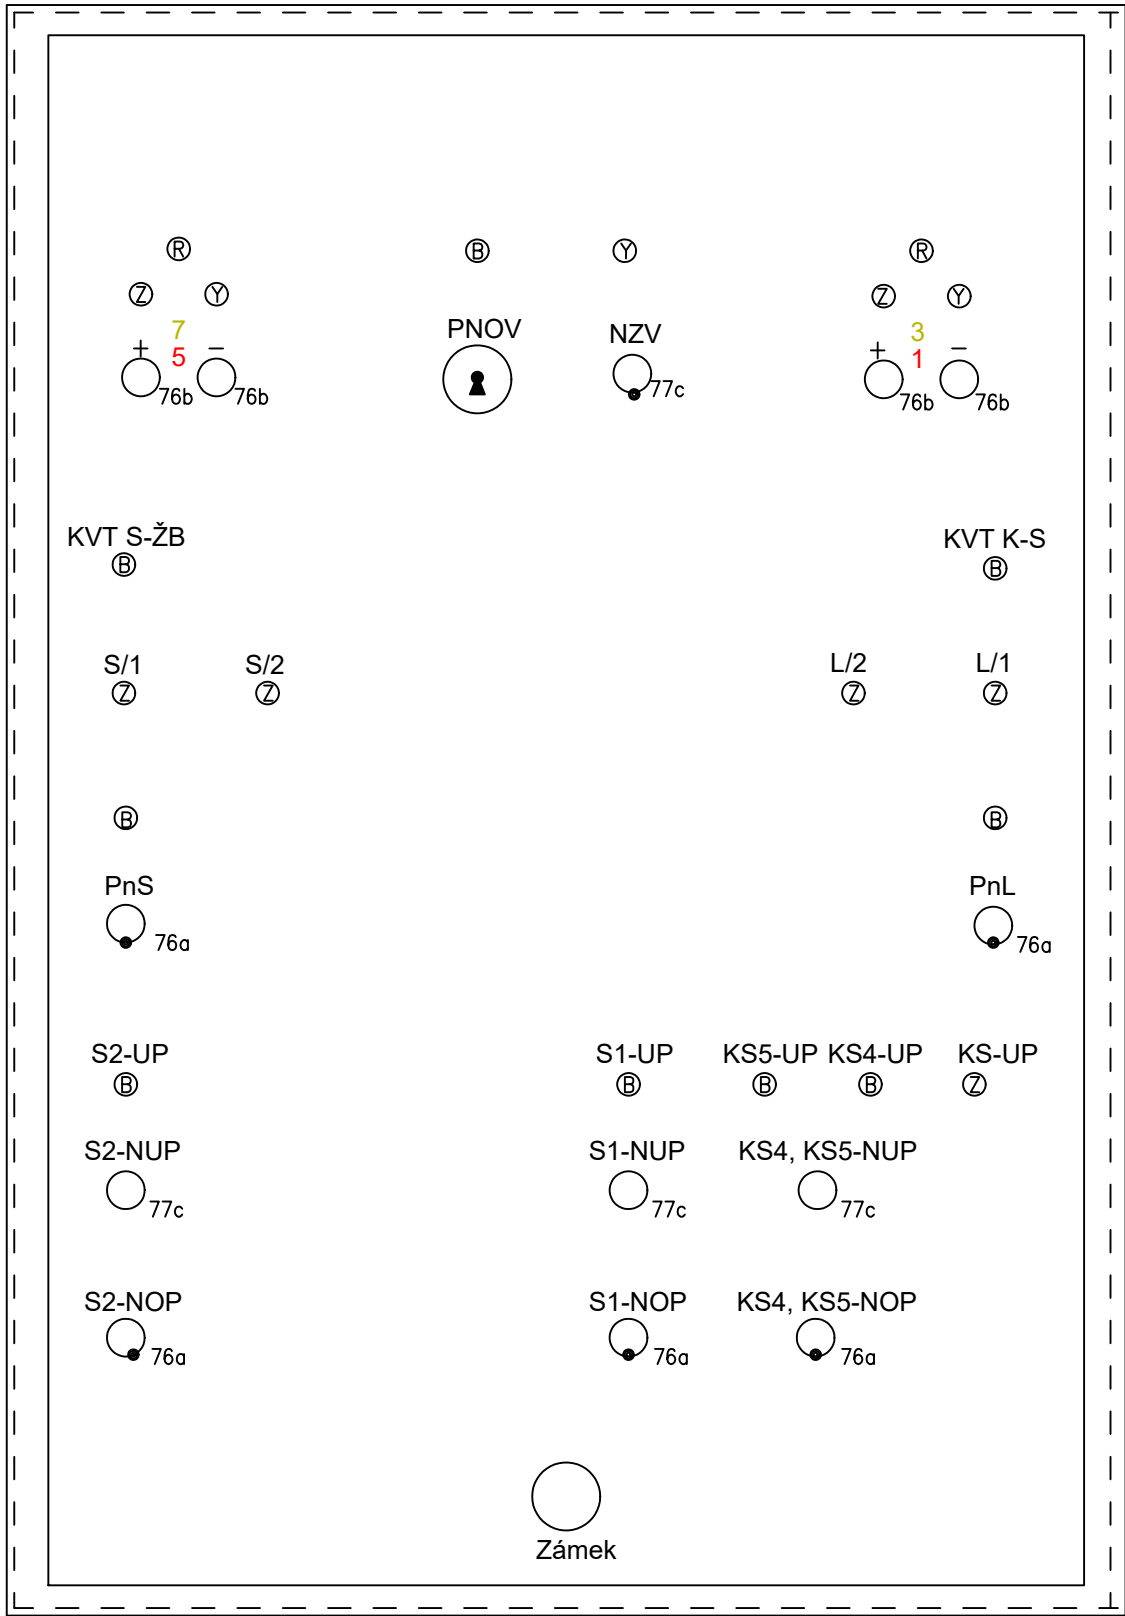 R B Y R
Z Y Z Y
7 PNOV NZV 3
+ 5 − + 1 −
76b 76b 77c 76b 76b
KVT S-ŽB KVT K-S
B B
S/1 S/2 L/2 L/1
Z Z Z Z
B B
PnS PnL
76a 76a
S2-UP S1-UP KS5-UP KS4-UP KS-UP
B B B B Z
S2-NUP S1-NUP KS4, KS5-NUP
77c 77c 77c
S2-NOP S1-NOP KS4, KS5-NOP
76a 76a 76a
Zámek